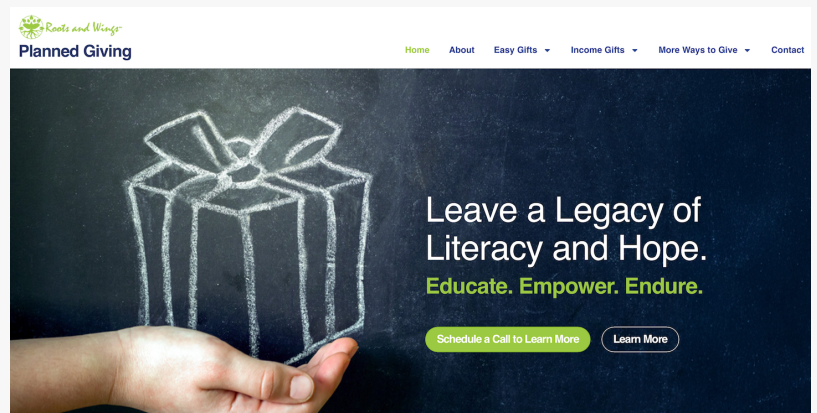 Roots and Wings
Planned Giving
Home About Easy Gifts Income Gifts More Ways to Give Contact
Leave a Legacy of
Literacy and Hope.
Educate. Empower. Endure.
Schedule a Call to Learn More Learn More